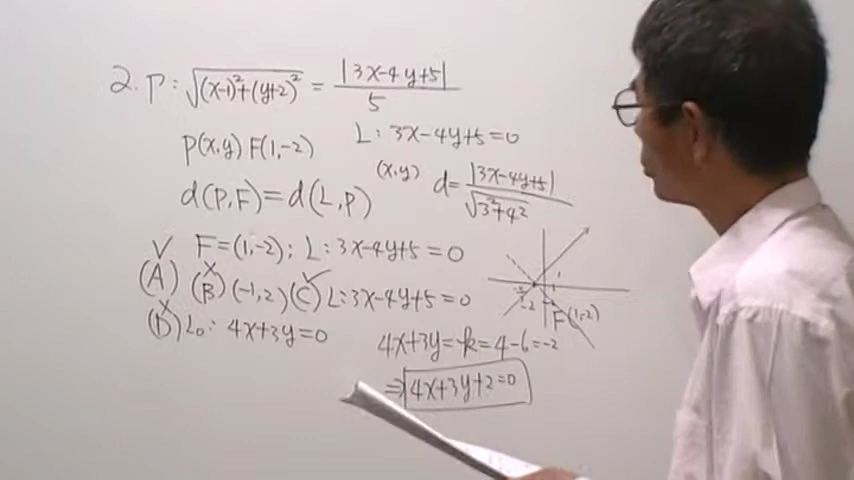 2. P: √(x-1)²+(y+2)² = |3x-4y+5| / 5
P(x,y) F(1,-2) L: 3x-4y+5=0
d(P,F)=d(L,P) (x,y) d= |3x-4y+5| / √3²+4²
V F=(1,-2); L: 3x-4y+5=0
(A) (B) X (-1,2) (C) ✓ L: 3x-4y+5=0
(D) X L₀: 4x+3y=0 4x+3y=-k=4-6=-2
⇒ 4x+3y+2=0
1
-2
F(1,-2)